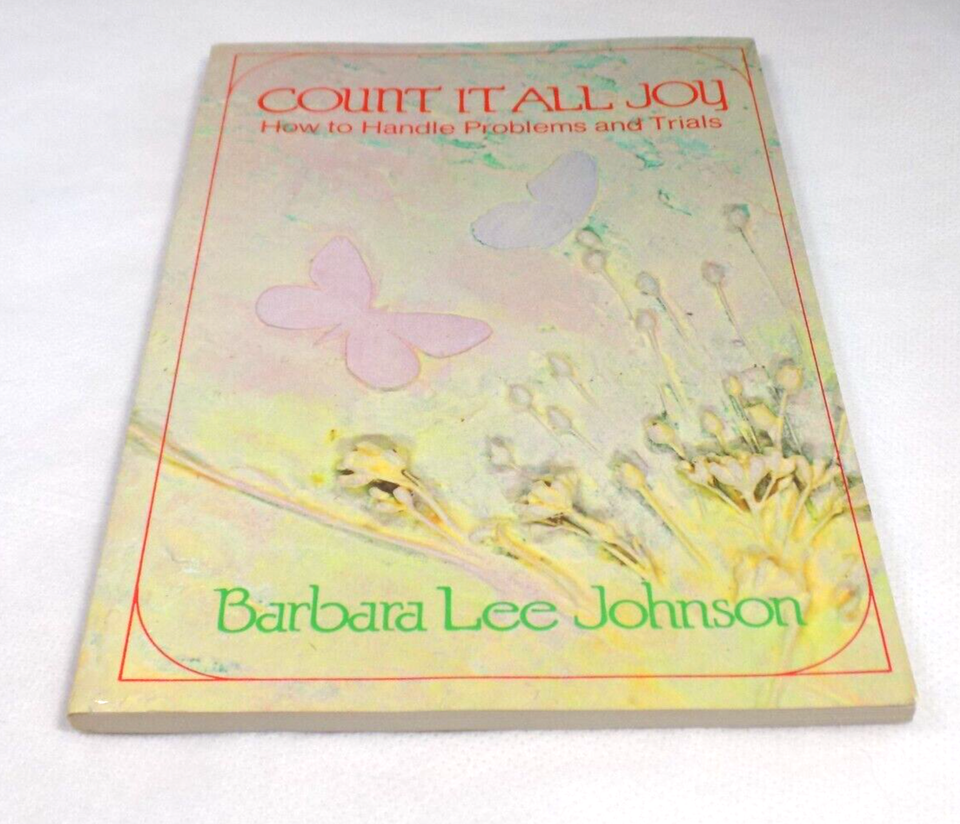 COUNT IT ALL JOY
How to Handle Problems and Trials
Barbara Lee Johnson